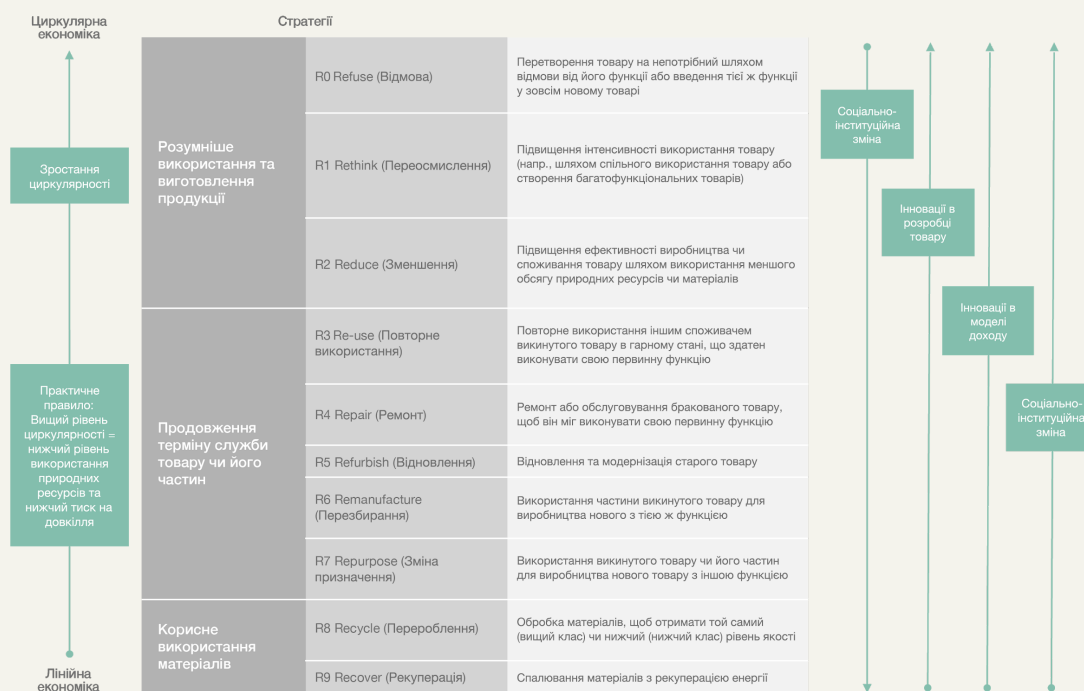 Циркулярна
економіка
Стратегії
Зростання
циркулярності
Практичне
правило:
Вищий рівень
циркулярності =
нижчий рівень
використання
природних
ресурсів та
нижчий тиск на
довкілля
Лінійна
економіка
Розумніше
використання та
виготовлення
продукції
R0 Refuse (Відмова)
Перетворення товару на непотрібний шляхом
відмови від його функції або введення тієї ж функції
у зовсім новому товарі
R1 Rethink (Переосмислення)
Підвищення інтенсивності використання товару
(напр., шляхом спільного використання товару або
створення багатофункціональних товарів)
R2 Reduce (Зменшення)
Підвищення ефективності виробництва чи
споживання товару шляхом використання меншого
обсягу природних ресурсів чи матеріалів
Продовження
терміну служби
товару чи його
частин
R3 Re-use (Повторне
використання)
Повторне використання іншим споживачем
викинутого товару в гарному стані, що здатен
виконувати свою первинну функцію
R4 Repair (Ремонт)
Ремонт або обслуговування бракованого товару,
щоб він міг виконувати свою первинну функцію
R5 Refurbish (Відновлення)
Відновлення та модернізація старого товару
R6 Remanufacture
(Перезбирання)
Використання частини викинутого товару для
виробництва нового з тією ж функцією
R7 Repurpose (Зміна
призначення)
Використання викинутого товару чи його частин
для виробництва нового товару з іншою функцією
Корисне
використання
матеріалів
R8 Recycle (Перероблення)
Обробка матеріалів, щоб отримати той самий
(вищий клас) чи нижчий (нижчий клас) рівень якості
R9 Recover (Рекуперація)
Спалювання матеріалів з рекуперацією енергії
Соціально-
інституційна
зміна
Інновації в
розробці
товару
Інновації в
моделі
доходу
Соціально-
інституційна
зміна